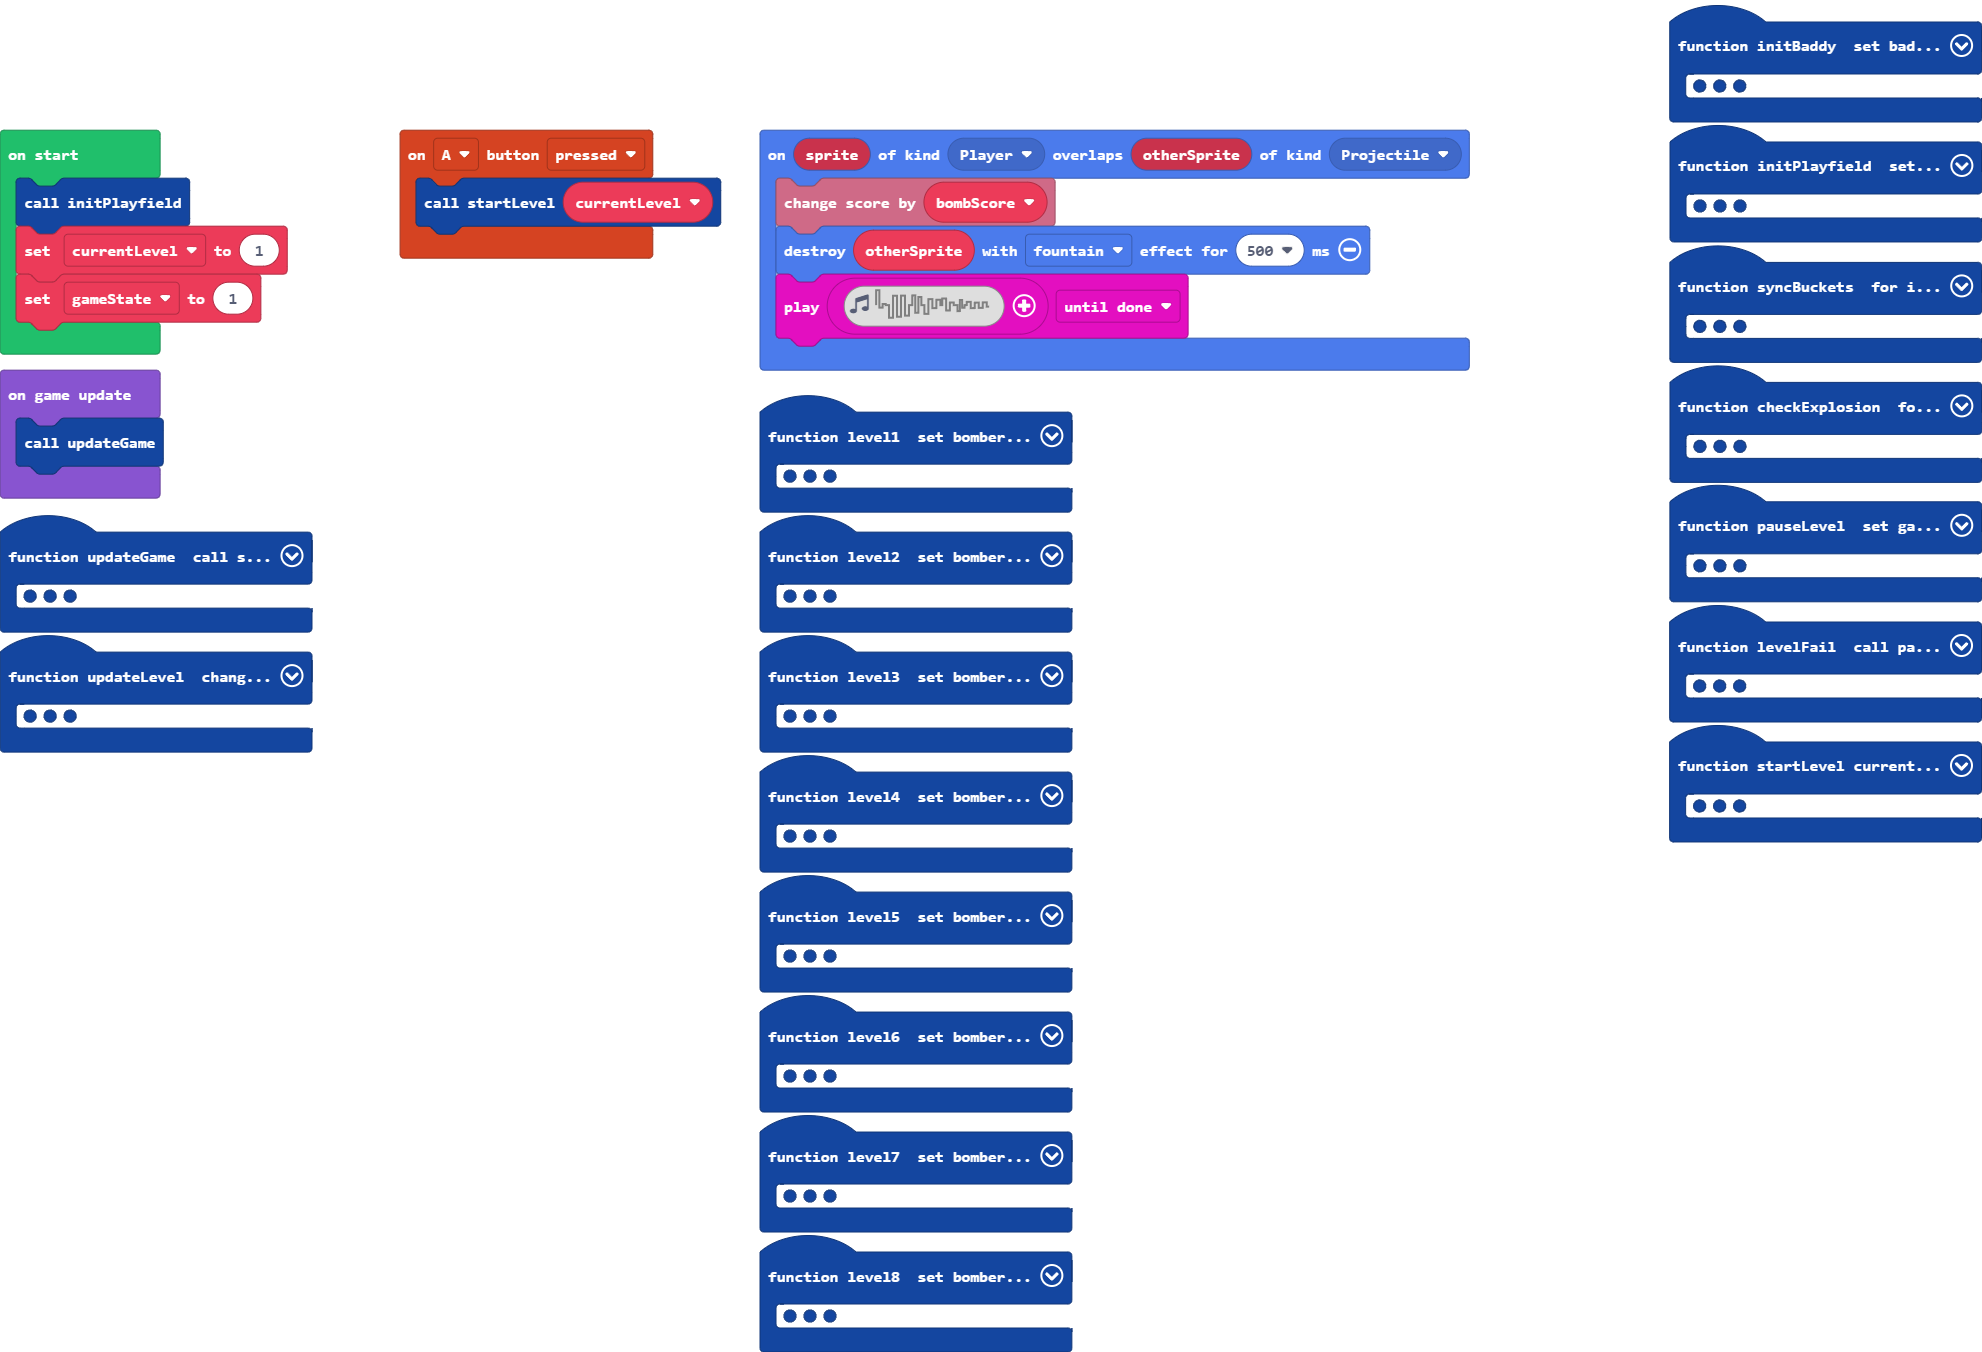 on start
call initPlayfield
set currentLevel to 1
set gameState to 1
on game update
call updateGame
function updateGame call s...
function updateLevel chang...
on A button pressed
call startLevel currentLevel
on sprite of kind Player overlaps otherSprite of kind Projectile
change score by bombScore
destroy otherSprite with fountain effect for 500 ms
play until done
function level1 set bomber...
function level2 set bomber...
function level3 set bomber...
function level4 set bomber...
function level5 set bomber...
function level6 set bomber...
function level7 set bomber...
function level8 set bomber...
function initBaddy set bad...
function initPlayfield set...
function syncBuckets for i...
function checkExplosion fo...
function pauseLevel set ga...
function levelFail call pa...
function startLevel current...